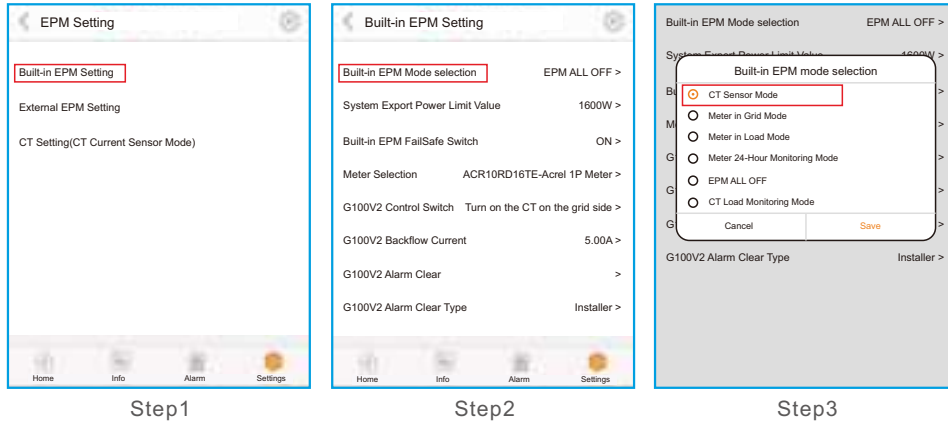 EPM Setting
Built-in EPM Setting
External EPM Setting
CT Setting(CT Current Sensor Mode)
Home Info Alarm Settings
Step1
Built-in EPM Setting
Built-in EPM Mode selection EPM ALL OFF >
System Export Power Limit Value 1600W >
Built-in EPM FailSafe Switch ON >
Meter Selection ACR10RD16TE-Acrel 1P Meter >
G100V2 Control Switch Turn on the CT on the grid side >
G100V2 Backflow Current 5.00A >
G100V2 Alarm Clear >
G100V2 Alarm Clear Type Installer >
Home Info Alarm Settings
Step2
Built-in EPM Mode selection EPM ALL OFF >
System Export Power Limit Value 1600W >
Built-in EPM mode selection
CT Sensor Mode
Meter in Grid Mode
Meter in Load Mode
Meter 24-Hour Monitoring Mode
EPM ALL OFF
CT Load Monitoring Mode
Cancel Save
G100V2 Alarm Clear Type Installer >
Step3